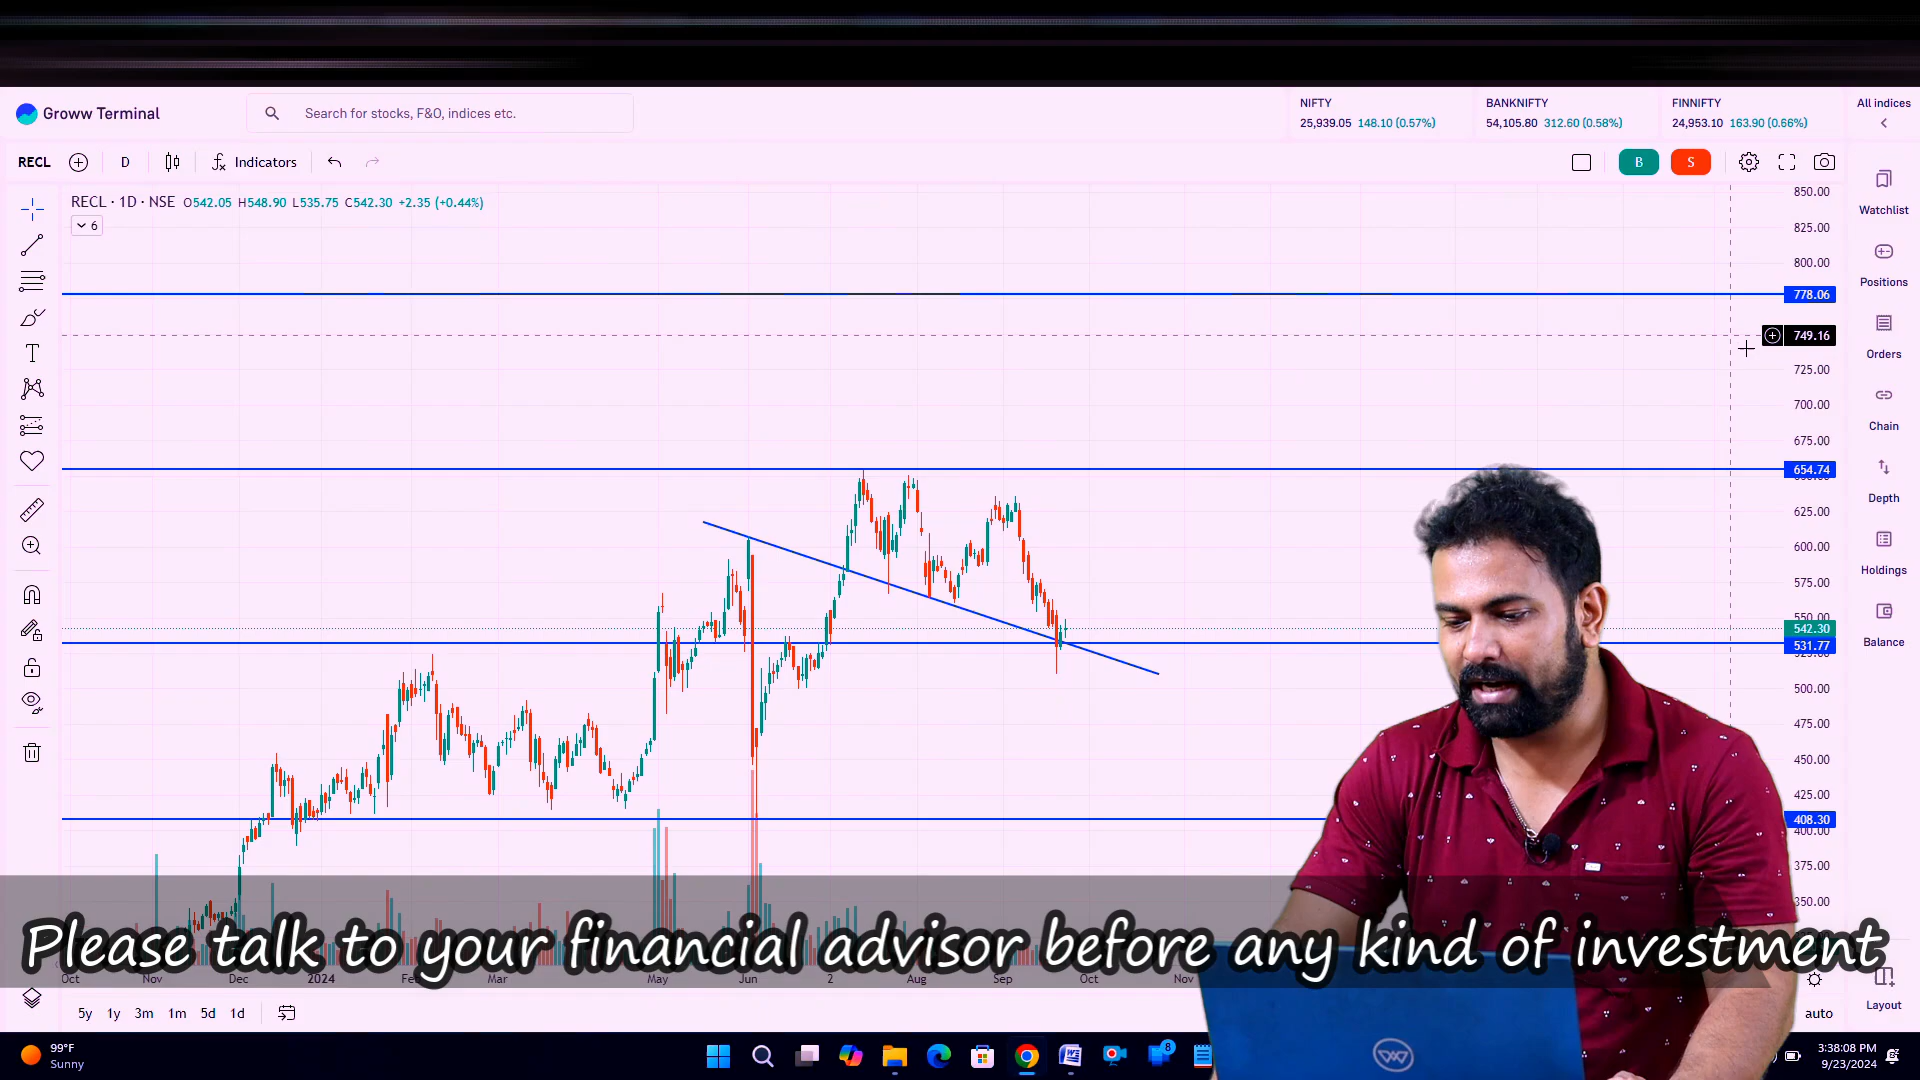 Groww Terminal
Search for stocks, F&O, indices etc.
NIFTY
25,939.05 148.10 (0.57%)
BANKNIFTY
54,105.80 312.60 (0.58%)
FINNIFTY
24,953.10 163.90 (0.66%)
All indices
RECL
D
Indicators
B
S
RECL · 1D · NSE O542.05 H548.90 L535.75 C542.30 +2.35 (+0.44%)
6
850.00
825.00
800.00
778.06
749.16
725.00
700.00
675.00
654.74
625.00
600.00
575.00
550.00
542.30
531.77
500.00
475.00
450.00
425.00
408.30
400.00
375.00
350.00
Watchlist
Positions
Orders
Chain
Depth
Holdings
Balance
Layout
Please talk to your financial advisor before any kind of investment
Oct Nov Dec 2024 Feb Mar May Jun 2 Aug Sep Oct Nov
5y 1y 3m 1m 5d 1d
auto
99°F
Sunny
8
3:38:08 PM
9/23/2024